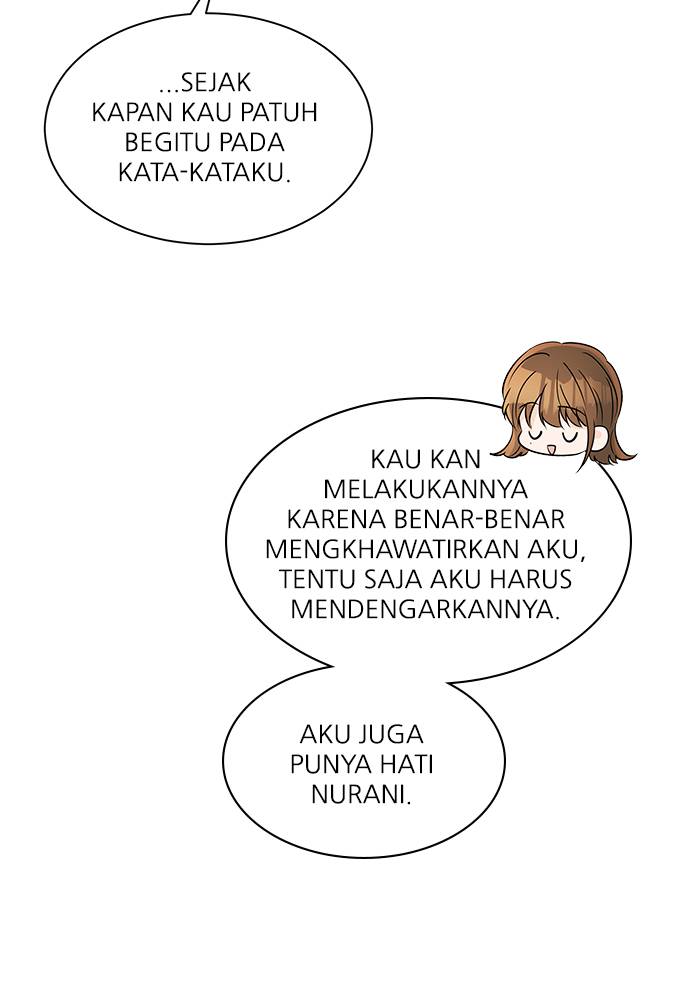 ...SEJAK
KAPAN KAU PATUH
BEGITU PADA
KATA-KATAKU.
KAU KAN
MELAKUKANNYA
KARENA BENAR-BENAR
MENGKHAWATIRKAN AKU,
TENTU SAJA AKU HARUS
MENDENGARKANNYA.
AKU JUGA
PUNYA HATI
NURANI.